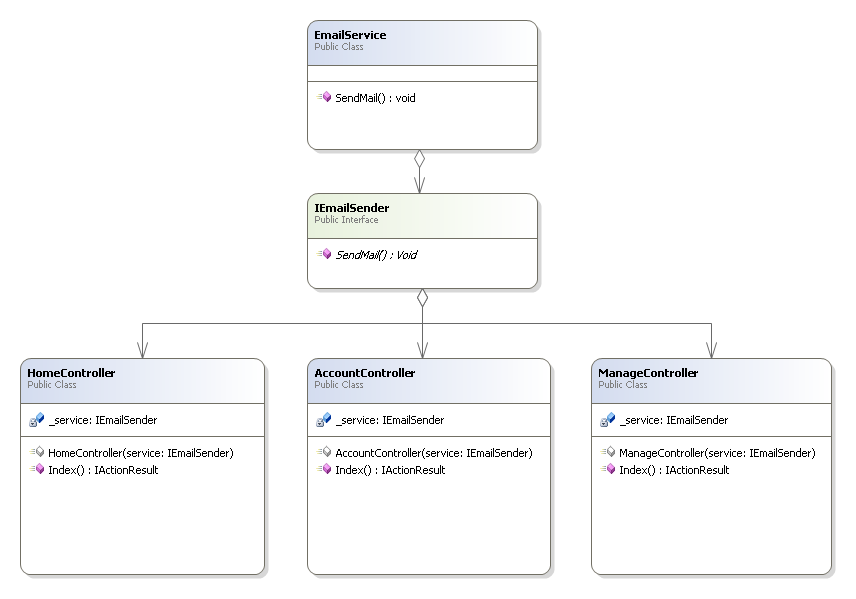 EmailService
Public Class
SendMail() : void
IEmailSender
Public Interface
SendMail() : Void
HomeController
Public Class
_service: IEmailSender
HomeController(service: IEmailSender)
Index() : IActionResult
AccountController
Public Class
_service: IEmailSender
AccountController(service: IEmailSender)
Index() : IActionResult
ManageController
Public Class
_service: IEmailSender
ManageController(service: IEmailSender)
Index() : IActionResult